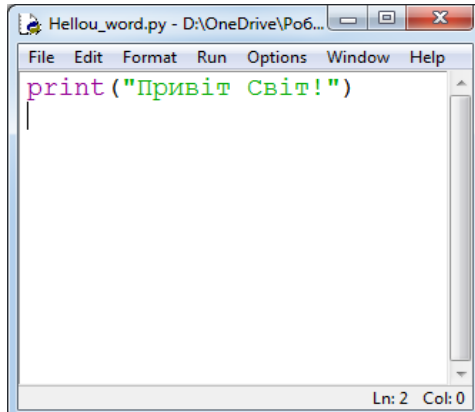 Hellou_word.py - D:\OneDrive\Роб...
File Edit Format Run Options Window Help
print("Привіт Світ!")
Ln: 2 Col: 0